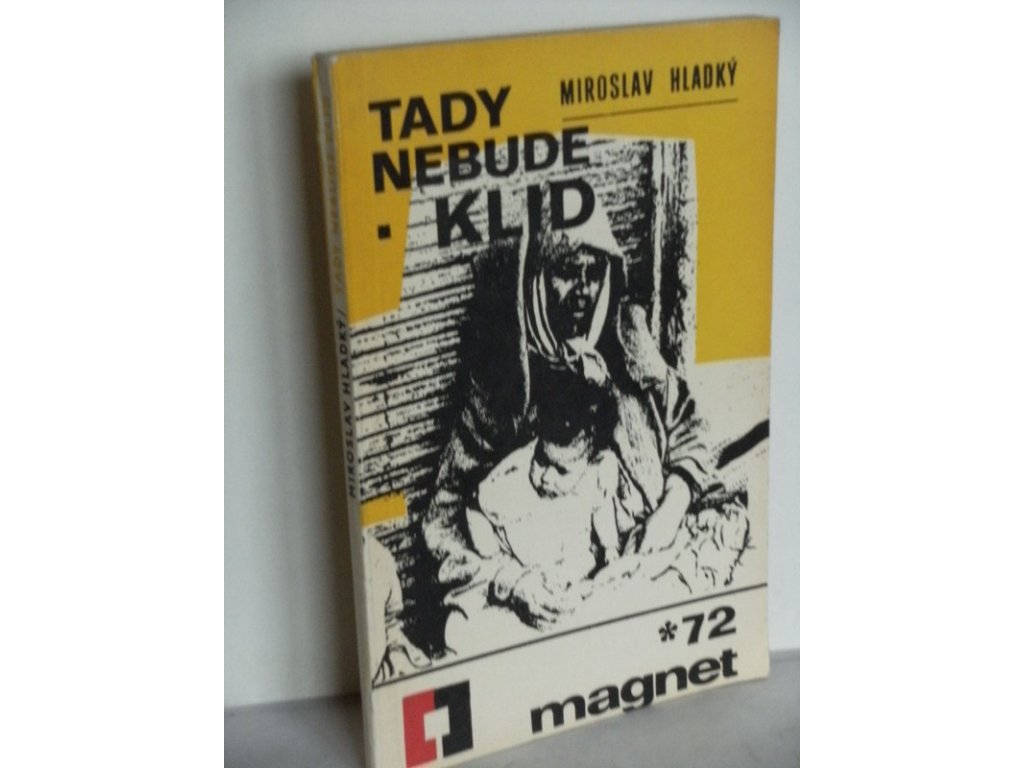 MIROSLAV HLADKÝ
TADY
NEBUDE
KLID
MIROSLAV HLADKÝ /
*72
magnet